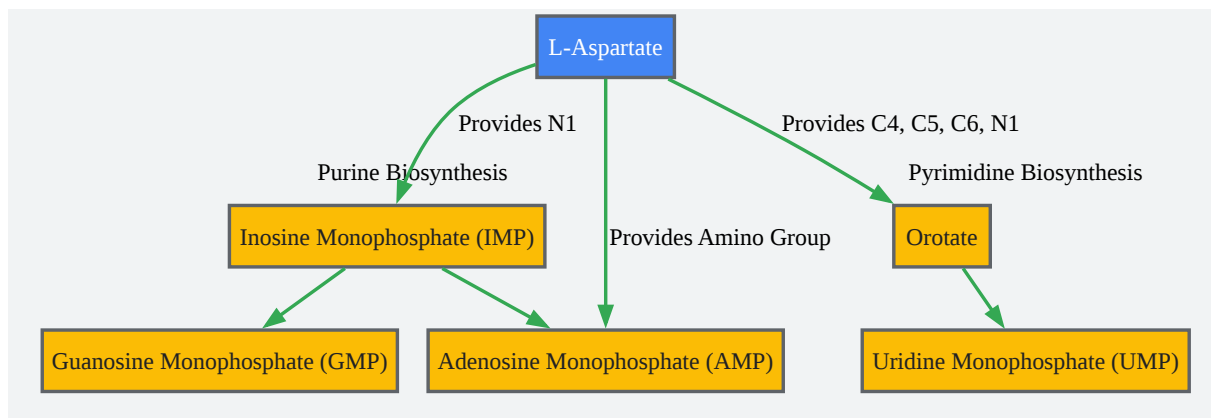 L-Aspartate
Provides N1
Provides C4, C5, C6, N1
Purine Biosynthesis
Pyrimidine Biosynthesis
Inosine Monophosphate (IMP)
Provides Amino Group
Orotate
Guanosine Monophosphate (GMP)
Adenosine Monophosphate (AMP)
Uridine Monophosphate (UMP)